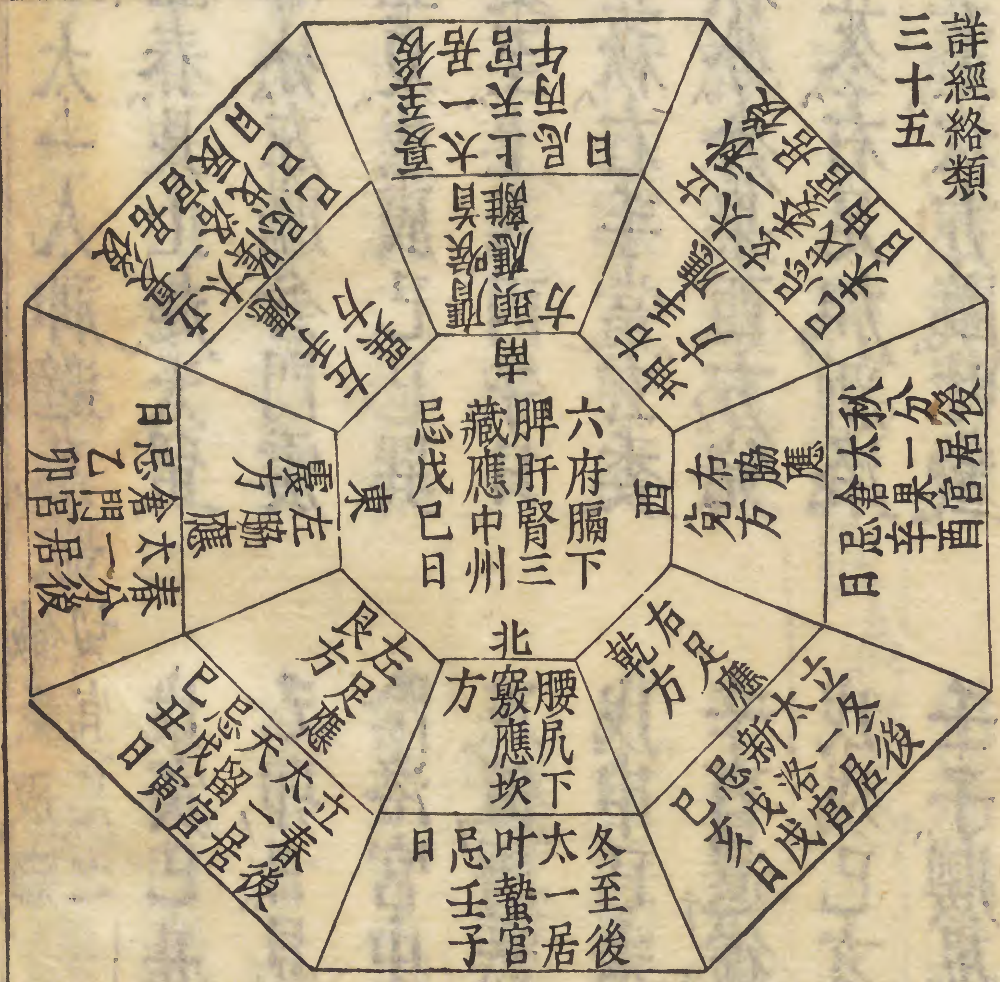 詳經絡類
三十五
南
膺喉首
頭應離
方
夏至後
太一居
上天宮
忌丙午
日
右手應
坤方
立秋後
太一居
玄委宮
忌戊申
己未日
西
右脇應
兌方
秋分後
太一居
倉果宮
忌辛酉
日
右足應
乾方
立冬後
太一居
新洛宮
忌戊戌
己亥日
北
腰尻下
竅應坎
方
冬至後
太一居
叶蟄宮
忌壬子
日
左足應
艮方
立春後
太一居
天留宮
忌戊寅
己丑日
東
左脇應
震方
春分後
太一居
倉門宮
忌乙卯
日
左手應
巽方
立夏後
太一居
陰洛宮
忌戊辰
己巳日
六府膈下
脾肝腎三
藏應中州
忌戊己日